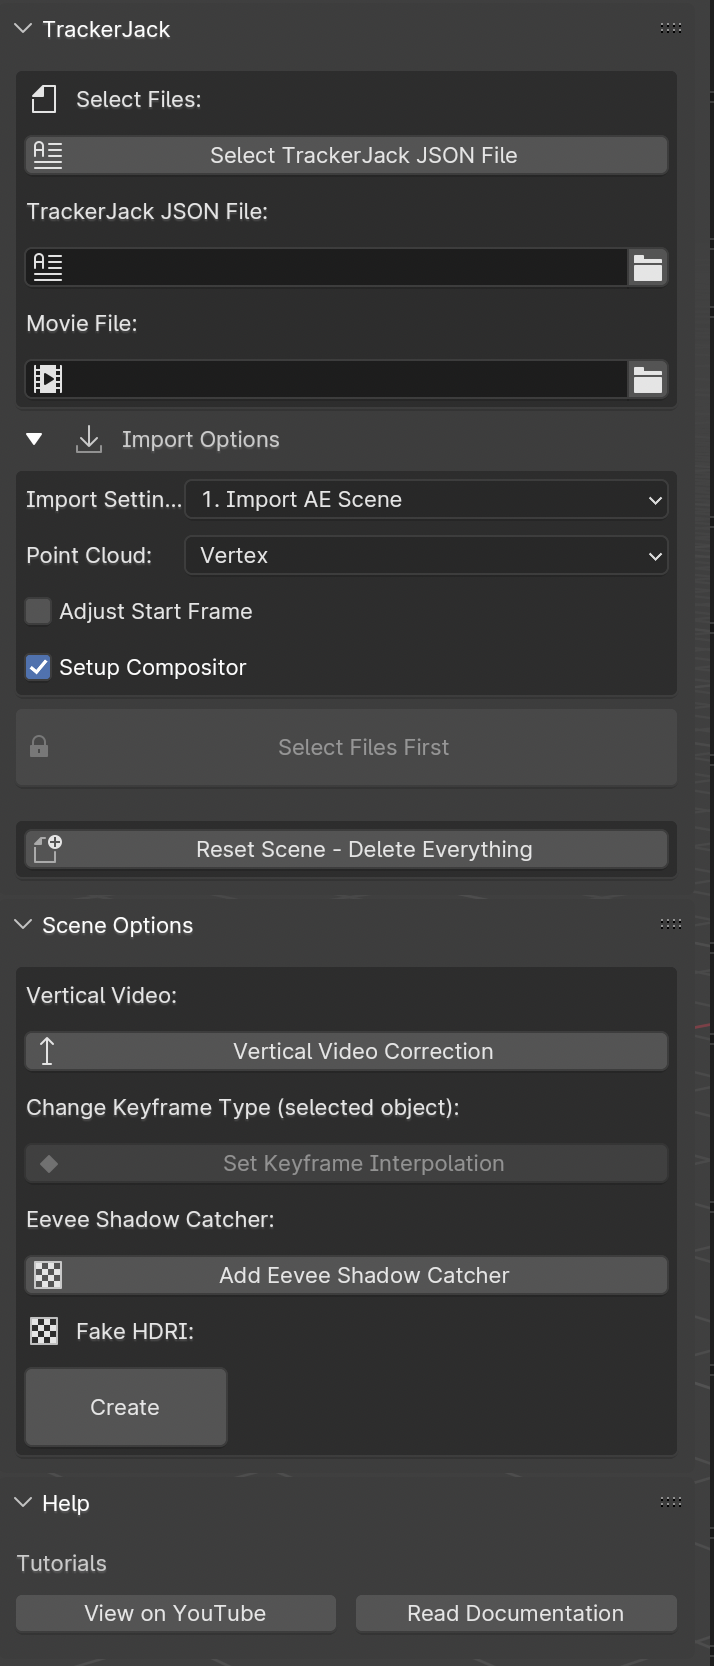 TrackerJack
Select Files:
Select TrackerJack JSON File
TrackerJack JSON File:
Movie File:
Import Options
Import Settin... 1. Import AE Scene
Point Cloud: Vertex
Adjust Start Frame
Setup Compositor
Select Files First
Reset Scene - Delete Everything
Scene Options
Vertical Video:
Vertical Video Correction
Change Keyframe Type (selected object):
Set Keyframe Interpolation
Eevee Shadow Catcher:
Add Eevee Shadow Catcher
Fake HDRI:
Create
Help
Tutorials
View on YouTube Read Documentation